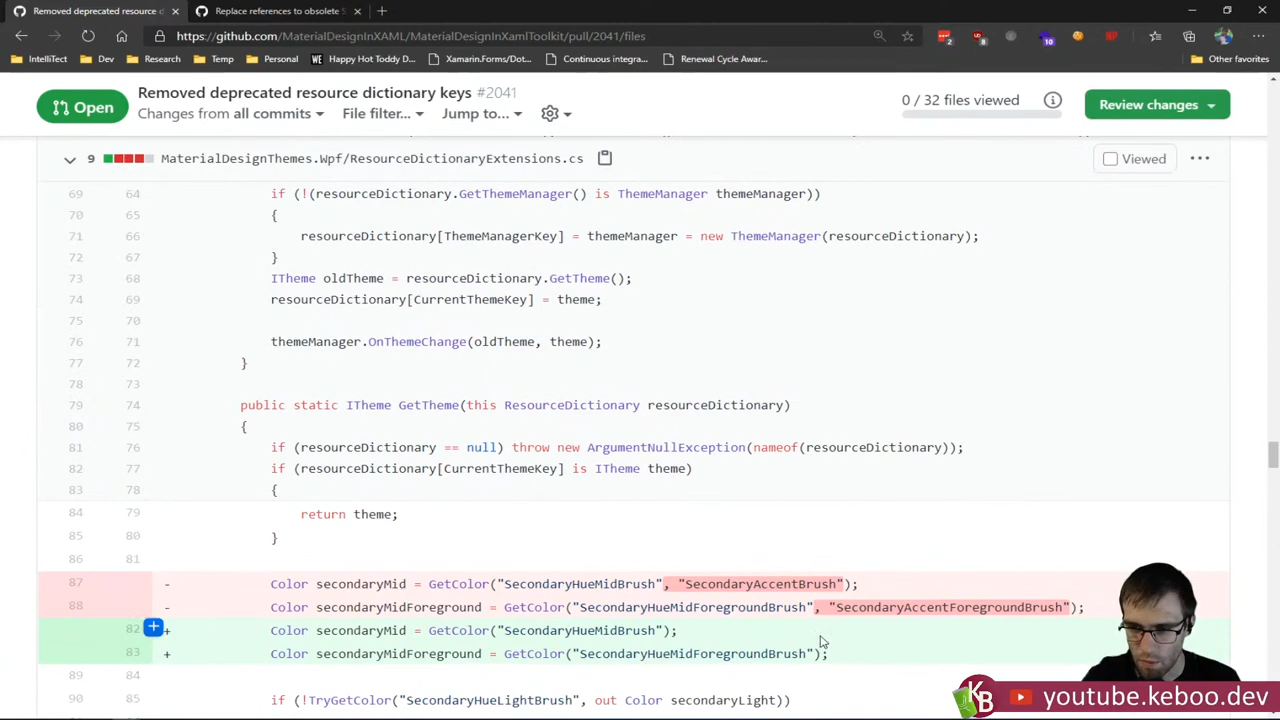 Removed deprecated resource d
Replace references to obsolete S
https://github.com/MaterialDesignInXAML/MaterialDesignInXamlToolkit/pull/2041/files
2
8
10
IntelliTect
Dev
Research
Temp
Personal
WE
Happy Hot Toddy D...
Xamarin.Forms/Dot...
Continuous integra...
Renewal Cycle Awar...
Other favorites
Open
Removed deprecated resource dictionary keys #2041
Changes from all commits
File filter...
Jump to...
0 / 32 files viewed
Review changes
9 MaterialDesignThemes.Wpf/ResourceDictionaryExtensions.cs
Viewed
69 64 if (!(resourceDictionary.GetThemeManager() is ThemeManager themeManager))
70 65 {
71 66 resourceDictionary[ThemeManagerKey] = themeManager = new ThemeManager(resourceDictionary);
72 67 }
73 68 ITheme oldTheme = resourceDictionary.GetTheme();
74 69 resourceDictionary[CurrentThemeKey] = theme;
75 70
76 71 themeManager.OnThemeChange(oldTheme, theme);
77 72 }
78 73
79 74 public static ITheme GetTheme(this ResourceDictionary resourceDictionary)
80 75 {
81 76 if (resourceDictionary == null) throw new ArgumentNullException(nameof(resourceDictionary));
82 77 if (resourceDictionary[CurrentThemeKey] is ITheme theme)
83 78 {
84 79 return theme;
85 80 }
86 81
87 - Color secondaryMid = GetColor("SecondaryHueMidBrush", "SecondaryAccentBrush");
88 - Color secondaryMidForeground = GetColor("SecondaryHueMidForegroundBrush", "SecondaryAccentForegroundBrush");
82 + Color secondaryMid = GetColor("SecondaryHueMidBrush");
83 + Color secondaryMidForeground = GetColor("SecondaryHueMidForegroundBrush");
89 84
90 85 if (!TryGetColor("SecondaryHueLightBrush", out Color secondaryLight))
KB youtube.keboo.dev